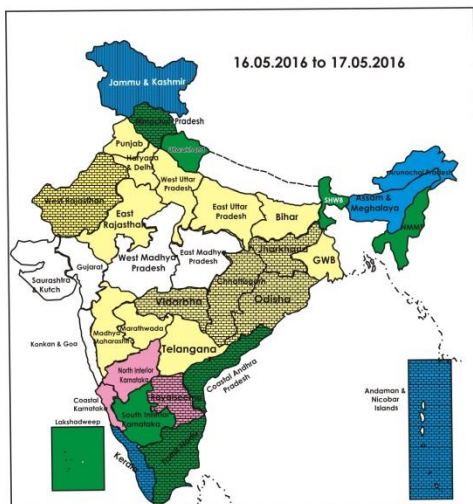 16.05.2016 to 17.05.2016
Jammu & Kashmir
Himachal Pradesh
Punjab
Uttarakhand
Haryana
& Delhi
West Uttar
Pradesh
West Rajasthan
East
Rajasthan
East Uttar
Pradesh
Bihar
SHWB
Arunachal Pradesh
Assam &
Meghalaya
NMMT
Saurashtra
& Kutch
Gujarat
West Madhya
Pradesh
East Madhya
Pradesh
Jharkhand
GWB
Chhattisgarh
Odisha
Vidarbha
Konkan & Goa
Madhya
Maharashtra
Marathwada
Telangana
North Interior
Karnataka
Coastal Andhra
Pradesh
Coastal
Karnataka
Rayalseema
South Interior
Karnataka
Lakshadweep
Kerala
Tamil Nadu
Andaman &
Nicobar
Islands